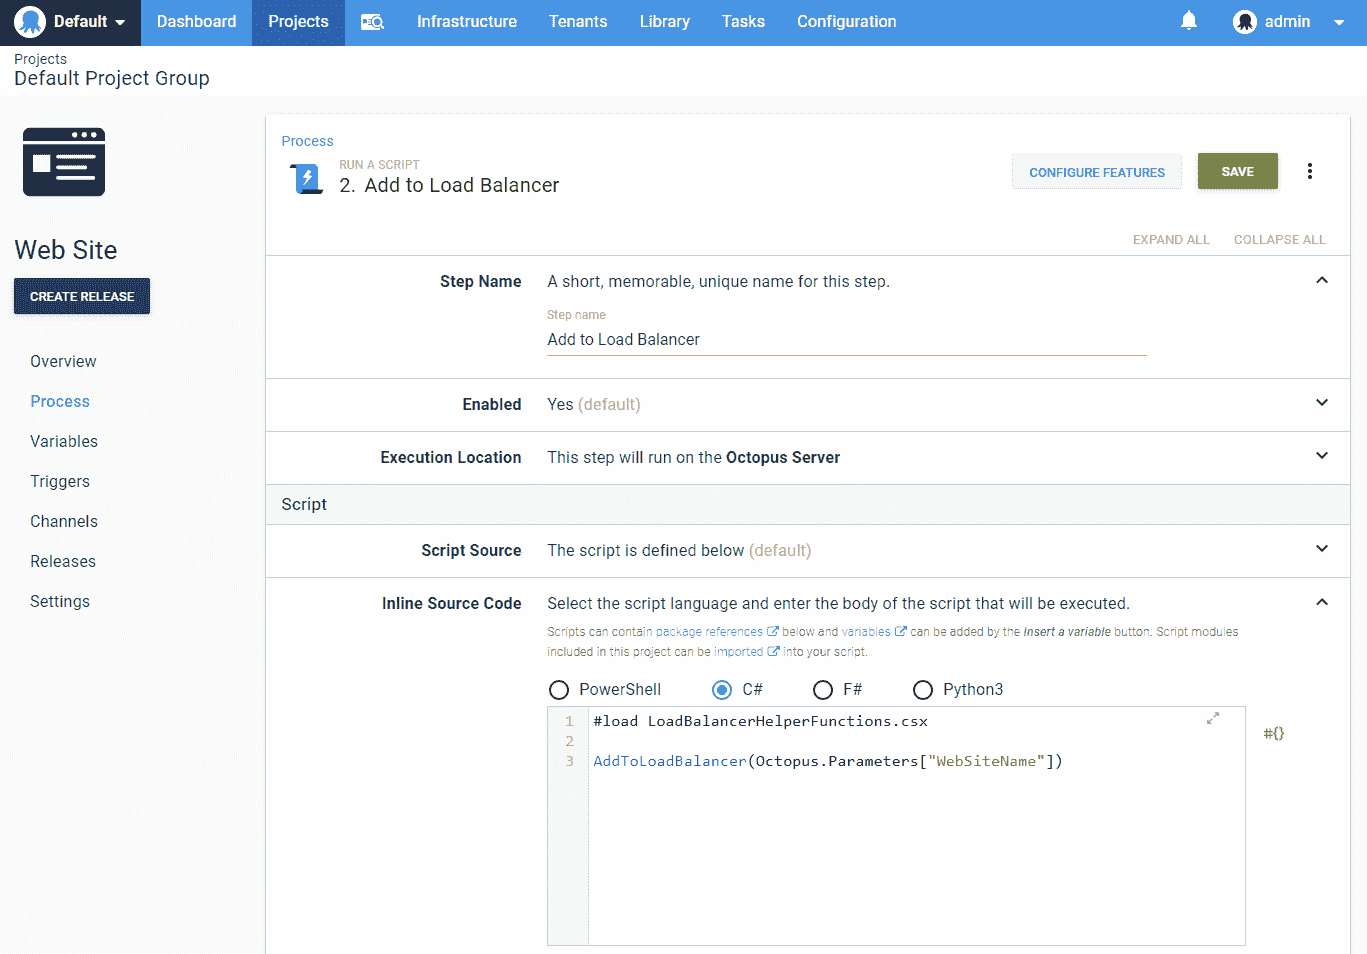 Default Dashboard Projects Infrastructure Tenants Library Tasks Configuration admin
Projects
Default Project Group
Web Site
CREATE RELEASE
Overview
Process
Variables
Triggers
Channels
Releases
Settings
Process
RUN A SCRIPT
2. Add to Load Balancer
CONFIGURE FEATURES
SAVE
EXPAND ALL COLLAPSE ALL
Step Name A short, memorable, unique name for this step.
Step name
Add to Load Balancer
Enabled Yes (default)
Execution Location This step will run on the Octopus Server
Script
Script Source The script is defined below (default)
Inline Source Code Select the script language and enter the body of the script that will be executed.
Scripts can contain package references below and variables can be added by the Insert a variable button. Script modules
included in this project can be imported into your script.
PowerShell C# F# Python3
1 #load LoadBalancerHelperFunctions.csx
2
3 AddToLoadBalancer(Octopus.Parameters["WebSiteName"])
#{}